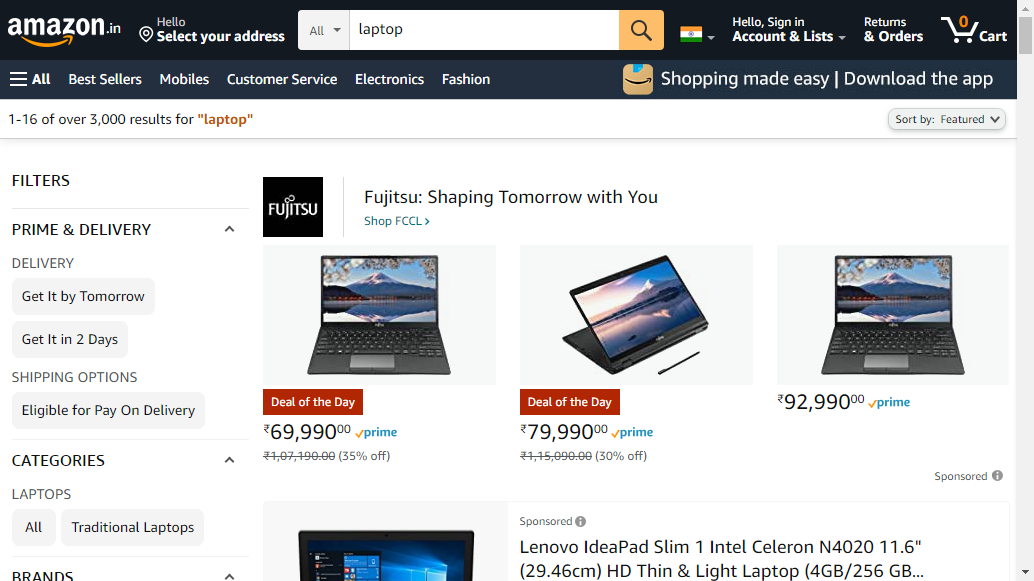 amazon.in
Hello
Select your address
All
laptop
Hello, Sign in
Account & Lists
Returns
& Orders
0
Cart
All
Best Sellers
Mobiles
Customer Service
Electronics
Fashion
Shopping made easy | Download the app
1-16 of over 3,000 results for "laptop"
Sort by: Featured
FILTERS
PRIME & DELIVERY
DELIVERY
Get It by Tomorrow
Get It in 2 Days
SHIPPING OPTIONS
Eligible for Pay On Delivery
CATEGORIES
LAPTOPS
All
Traditional Laptops
BRANDS
FUJITSU
Fujitsu: Shaping Tomorrow with You
Shop FCCL ›
Deal of the Day
₹69,99000 prime
₹1,07,190.00 (35% off)
Deal of the Day
₹79,99000 prime
₹1,15,090.00 (30% off)
₹92,99000 prime
Sponsored
Sponsored
Lenovo IdeaPad Slim 1 Intel Celeron N4020 11.6"
(29.46cm) HD Thin & Light Laptop (4GB/256 GB...